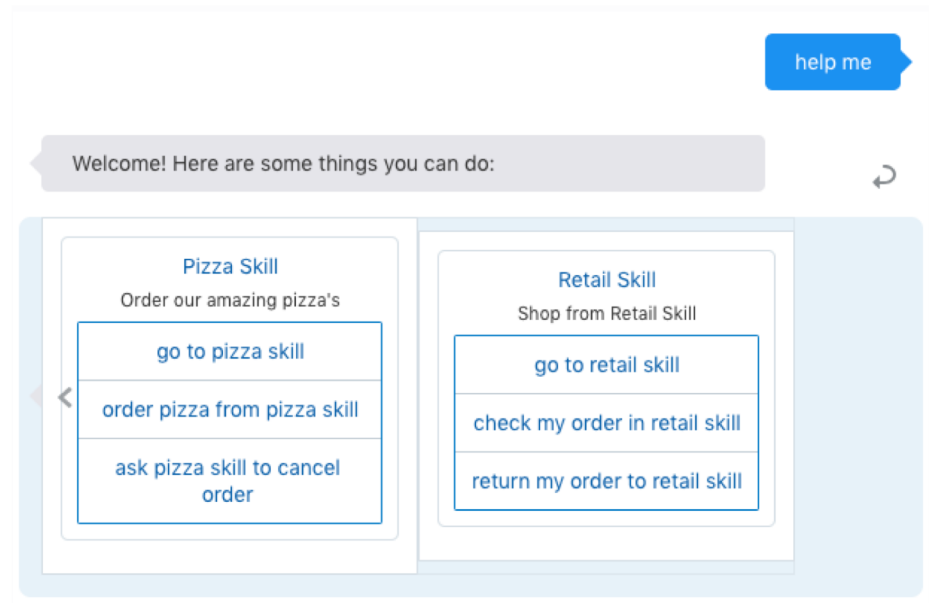 help me
Welcome! Here are some things you can do:
Pizza Skill
Order our amazing pizza's
go to pizza skill
order pizza from pizza skill
ask pizza skill to cancel
order
Retail Skill
Shop from Retail Skill
go to retail skill
check my order in retail skill
return my order to retail skill